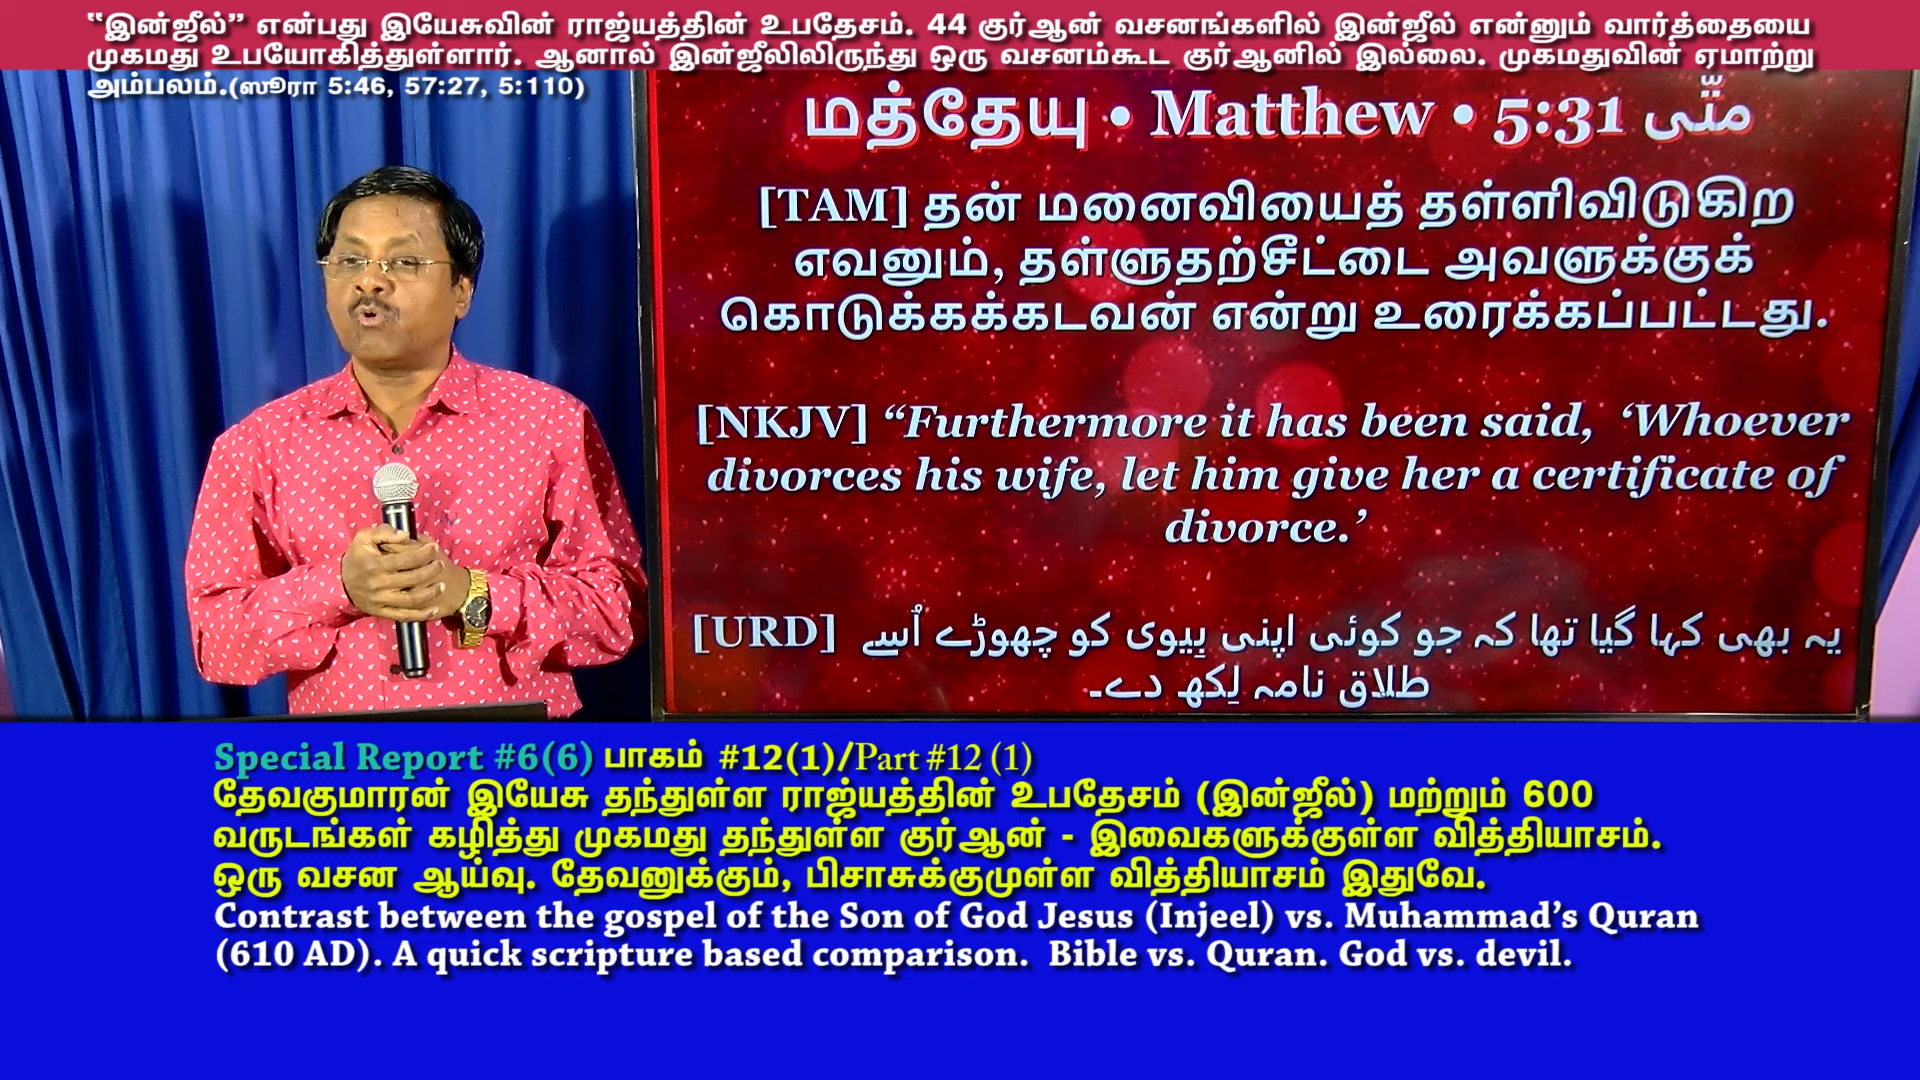 “இன்ஜீல்” என்பது இயேசுவின் ராஜ்யத்தின் உபதேசம். 44 குர்ஆன் வசனங்களில் இன்ஜீல் என்னும் வார்த்தையை
முகமது உபயோகித்துள்ளார். ஆனால் இன்ஜீலிலிருந்து ஒரு வசனம்கூட குர்ஆனில் இல்லை. முகமதுவின் ஏமாற்று
அம்பலம்.(ஸூரா 5:46, 57:27, 5:110)
மத்தேயு • Matthew • 5:31 متّی
[TAM] தன் மனைவியைத் தள்ளிவிடுகிற
எவனும், தள்ளுதற்சீட்டை அவளுக்குக்
கொடுக்கக்கடவன் என்று உரைக்கப்பட்டது.
[NKJV] “Furthermore it has been said, ‘Whoever
divorces his wife, let him give her a certificate of
divorce.’
[URD] یہ بھی کہا گیا تھا کہ جو کوئی اپنی بِیوی کو چھوڑے اُسے
طلاق نامہ لِکھ دے۔
Special Report #6(6) பாகம் #12(1)/Part #12 (1)
தேவகுமாரன் இயேசு தந்துள்ள ராஜ்யத்தின் உபதேசம் (இன்ஜீல்) மற்றும் 600
வருடங்கள் கழித்து முகமது தந்துள்ள குர்ஆன் - இவைகளுக்குள்ள வித்தியாசம்.
ஒரு வசன ஆய்வு. தேவனுக்கும், பிசாசுக்குமுள்ள வித்தியாசம் இதுவே.
Contrast between the gospel of the Son of God Jesus (Injeel) vs. Muhammad’s Quran
(610 AD). A quick scripture based comparison. Bible vs. Quran. God vs. devil.